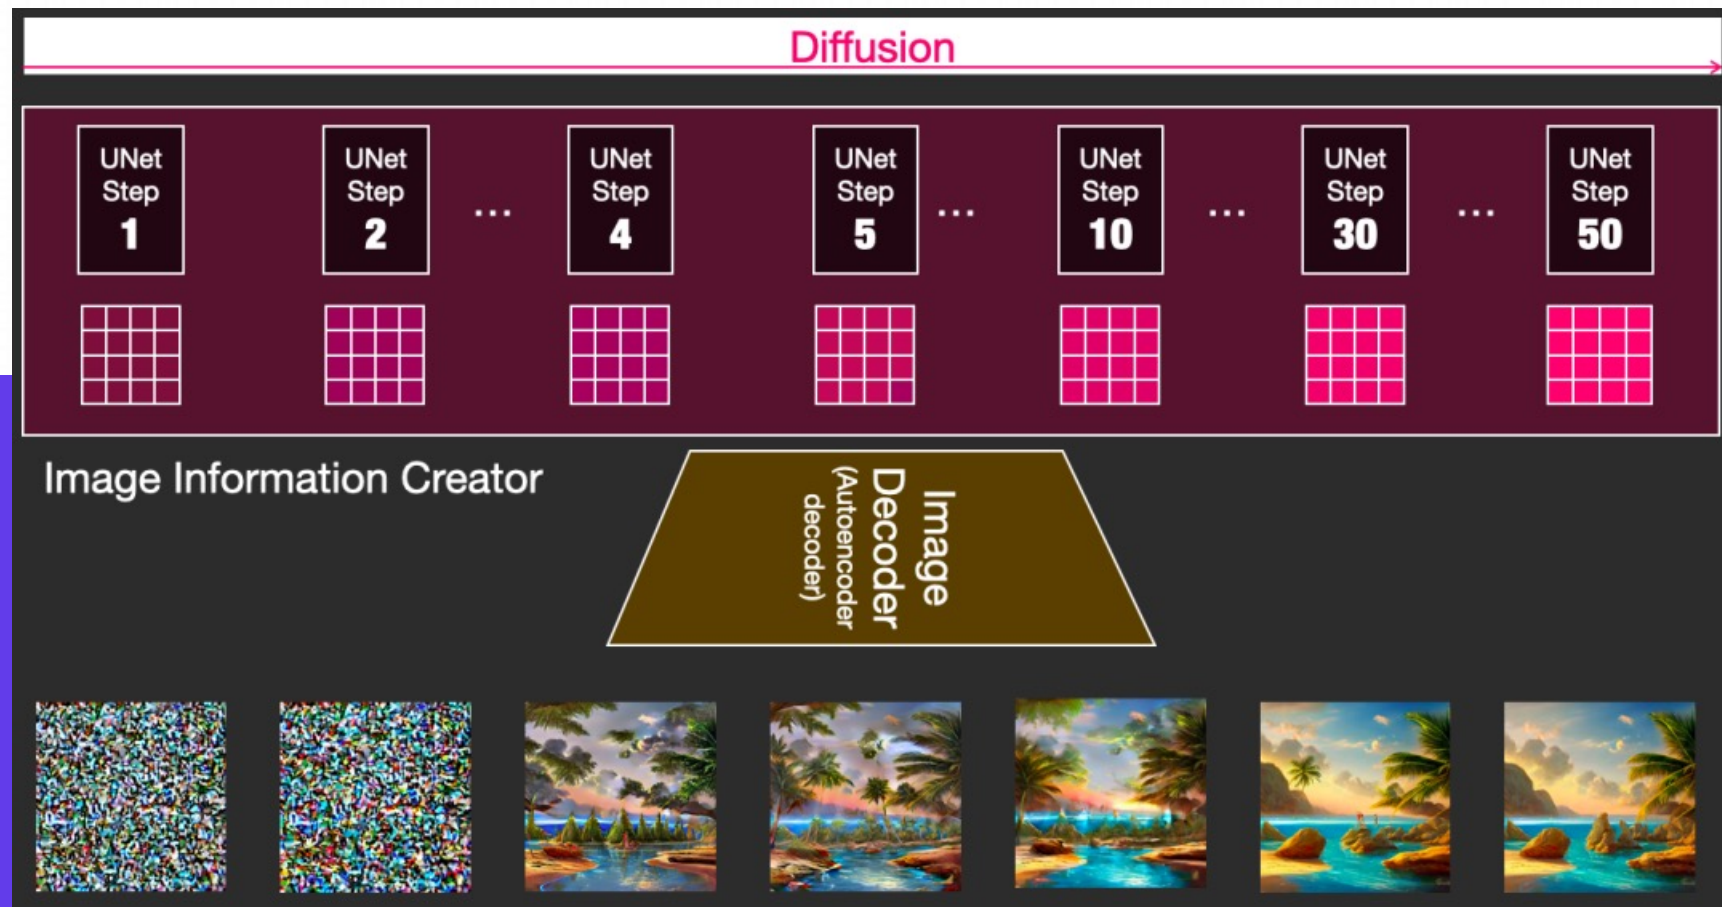 Diffusion
UNet
Step
1
UNet
Step
2
...
UNet
Step
4
UNet
Step
5
...
UNet
Step
10
...
UNet
Step
30
...
UNet
Step
50
Image Information Creator
Image
Decoder
(Autoencoder
decoder)